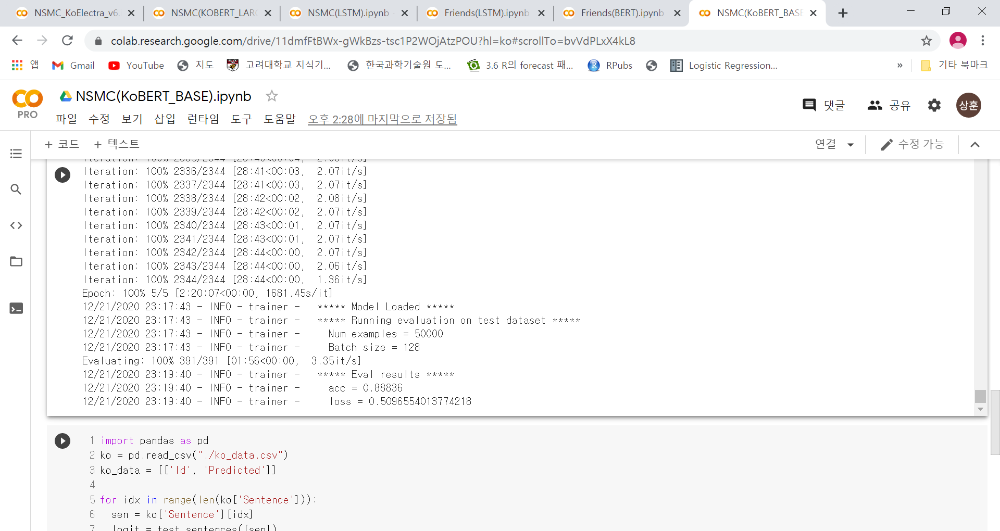 NSMC_KoElectra_v6.i
NSMC(KOBERT_LARG
NSMC(LSTM).ipynb -
Friends(LSTM).ipynb
Friends(BERT).ipynb
NSMC(KoBERT_BASE
colab.research.google.com/drive/11dmfFtBWx-gWkBzs-tsc1P2WOjAtzPOU?hl=ko#scrollTo=bvVdPLxX4kL8
앱 Gmail YouTube 지도 고려대학교 지식기... 한국과학기술원 도... 3.6 R의 forecast 패... RPubs Logistic Regression... » 기타 북마크
NSMC(KoBERT_BASE).ipynb
PRO
댓글 공유 상훈
파일 수정 보기 삽입 런타임 도구 도움말 오후 2:28에 마지막으로 저장됨
+ 코드 + 텍스트 연결 수정 가능
Iteration: 100% 2336/2344 [28:41<00:03, 2.07it/s]
Iteration: 100% 2337/2344 [28:41<00:03, 2.07it/s]
Iteration: 100% 2338/2344 [28:42<00:02, 2.08it/s]
Iteration: 100% 2339/2344 [28:42<00:02, 2.07it/s]
Iteration: 100% 2340/2344 [28:43<00:01, 2.07it/s]
Iteration: 100% 2341/2344 [28:43<00:01, 2.07it/s]
Iteration: 100% 2342/2344 [28:44<00:00, 2.07it/s]
Iteration: 100% 2343/2344 [28:44<00:00, 2.06it/s]
Iteration: 100% 2344/2344 [28:44<00:00, 1.36it/s]
Epoch: 100% 5/5 [2:20:07<00:00, 1681.45s/it]
12/21/2020 23:17:43 - INFO - trainer - ***** Model Loaded *****
12/21/2020 23:17:43 - INFO - trainer - ***** Running evaluation on test dataset *****
12/21/2020 23:17:43 - INFO - trainer - Num examples = 50000
12/21/2020 23:17:43 - INFO - trainer - Batch size = 128
Evaluating: 100% 391/391 [01:56<00:00, 3.35it/s]
12/21/2020 23:19:40 - INFO - trainer - ***** Eval results *****
12/21/2020 23:19:40 - INFO - trainer - acc = 0.88836
12/21/2020 23:19:40 - INFO - trainer - loss = 0.5096554013774218
1 import pandas as pd
2 ko = pd.read_csv("./ko_data.csv")
3 ko_data = [['Id', 'Predicted']]
4
5 for idx in range(len(ko['Sentence'])):
6 sen = ko['Sentence'][idx]
7 logit = test_sentences([sen])